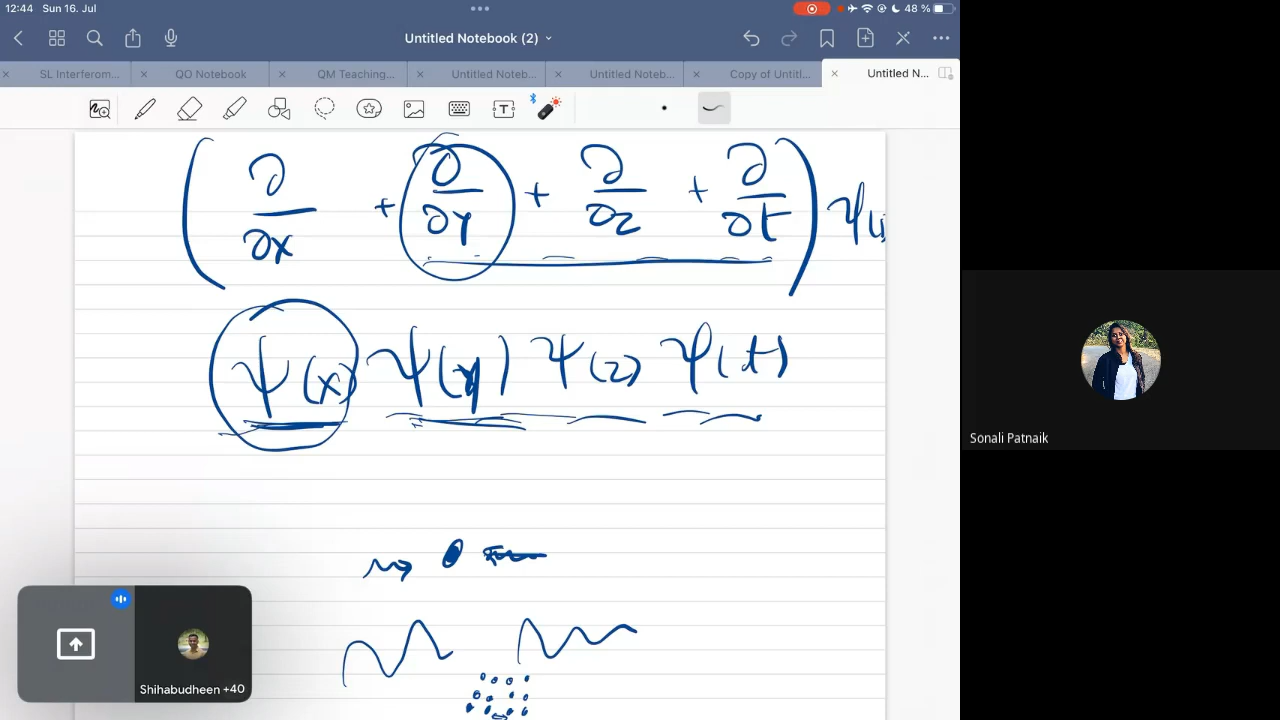 12:44 Sun 16. Jul 48 %
Untitled Notebook (2)
SL Interferom... QO Notebook QM Teaching... Untitled Noteb... Untitled Noteb... Copy of Untitl... Untitled N...
T
( ∂/∂x + ∂/∂y + ∂/∂z + ∂/∂t ) ψ(
ψ(x) ψ(y) ψ(z) ψ(t)
Sonali Patnaik
Shihabudheen +40